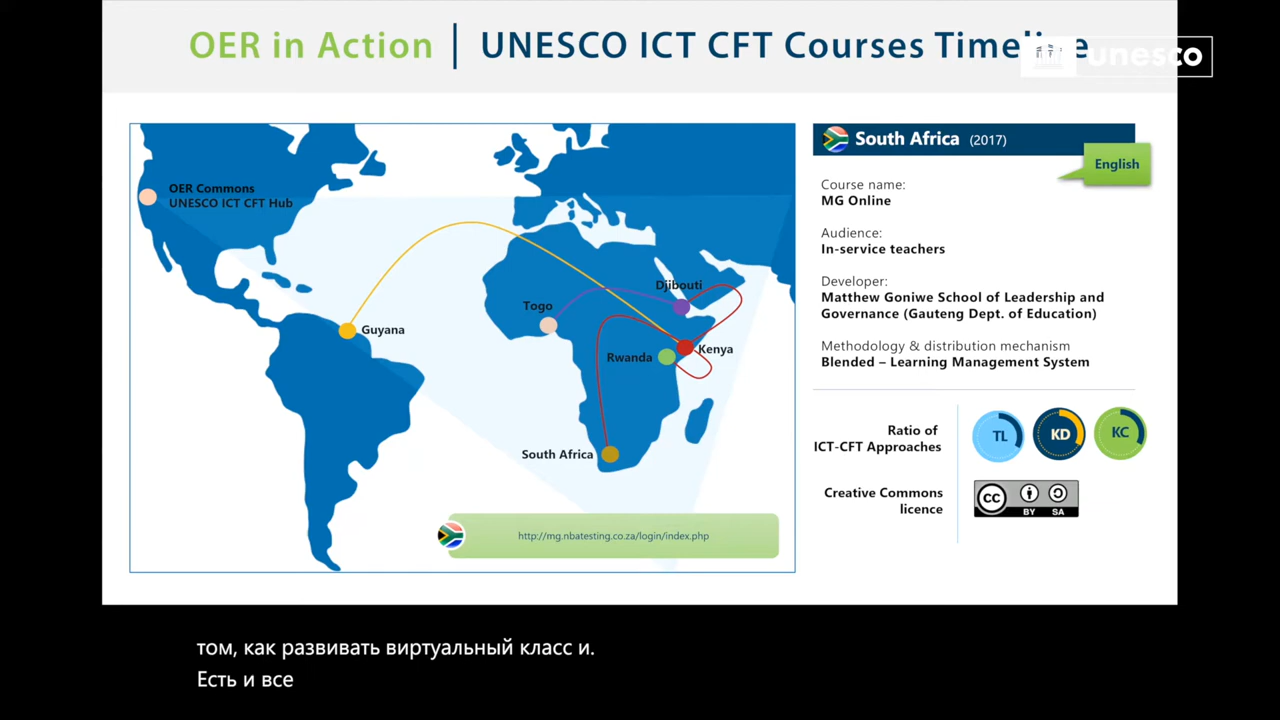 OER in Action | UNESCO ICT CFT Courses Timeline
unesco
OER Commons
UNESCO ICT CFT Hub
Guyana
Togo
Djibouti
Kenya
Rwanda
South Africa
http://mg.nbatesting.co.za/login/index.php
South Africa (2017)
English
Course name:
MG Online
Audience:
In-service teachers
Developer:
Matthew Goniwe School of Leadership and
Governance (Gauteng Dept. of Education)
Methodology & distribution mechanism
Blended – Learning Management System
Ratio of
ICT-CFT Approaches
TL
KD
KC
Creative Commons
licence
cc
BY SA
том, как развивать виртуальный класс и.
Есть и все